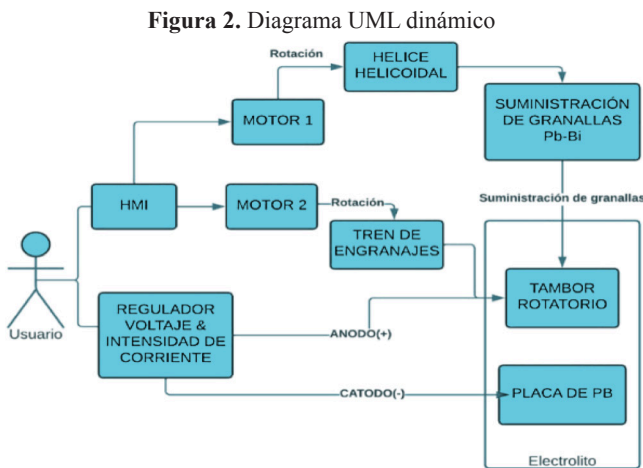 Figura 2. Diagrama UML dinámico
Rotación
HELICE
HELICOIDAL
SUMINISTRACIÓN
DE GRANALLAS
Pb-Bi
MOTOR 1
HMI
MOTOR 2
Rotación
TREN DE
ENGRANAJES
Suministración de granallas
TAMBOR
ROTATORIO
Usuario
REGULADOR
VOLTAJE &
INTENSIDAD DE
CORRIENTE
ANODO(+)
CATODO(-)
PLACA DE PB
Electrolito